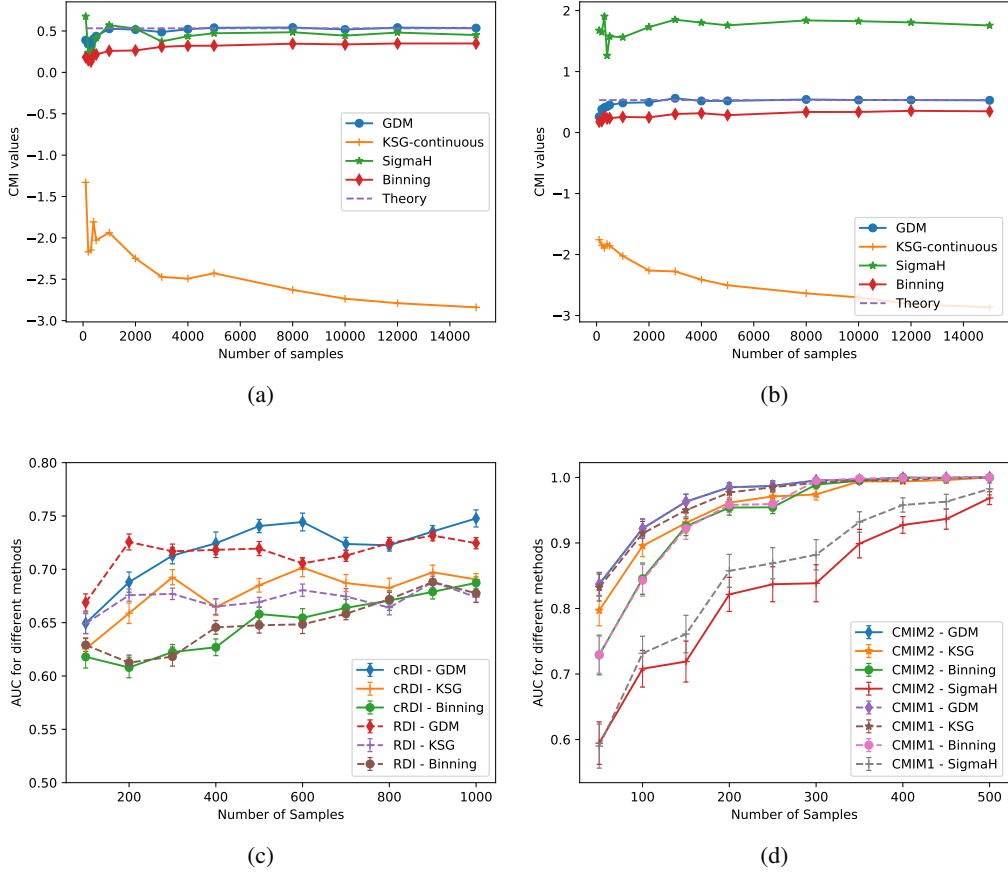 0.5
0.0
−0.5
−1.0
−1.5
−2.0
−2.5
−3.0
CMI values
GDM
KSG-continuous
SigmaH
Binning
Theory
0 2000 4000 6000 8000 10000 12000 14000
Number of samples
(a)
2
1
0
−1
−2
−3
CMI values
GDM
KSG-continuous
SigmaH
Binning
Theory
0 2000 4000 6000 8000 10000 12000 14000
Number of samples
(b)
0.80
0.75
0.70
0.65
0.60
0.55
0.50
AUC for different methods
cRDI - GDM
cRDI - KSG
cRDI - Binning
RDI - GDM
RDI - KSG
RDI - Binning
200 400 600 800 1000
Number of Samples
(c)
1.0
0.9
0.8
0.7
0.6
AUC for different methods
CMIM2 - GDM
CMIM2 - KSG
CMIM2 - Binning
CMIM2 - SigmaH
CMIM1 - GDM
CMIM1 - KSG
CMIM1 - Binning
CMIM1 - SigmaH
100 200 300 400 500
Number of Samples
(d)